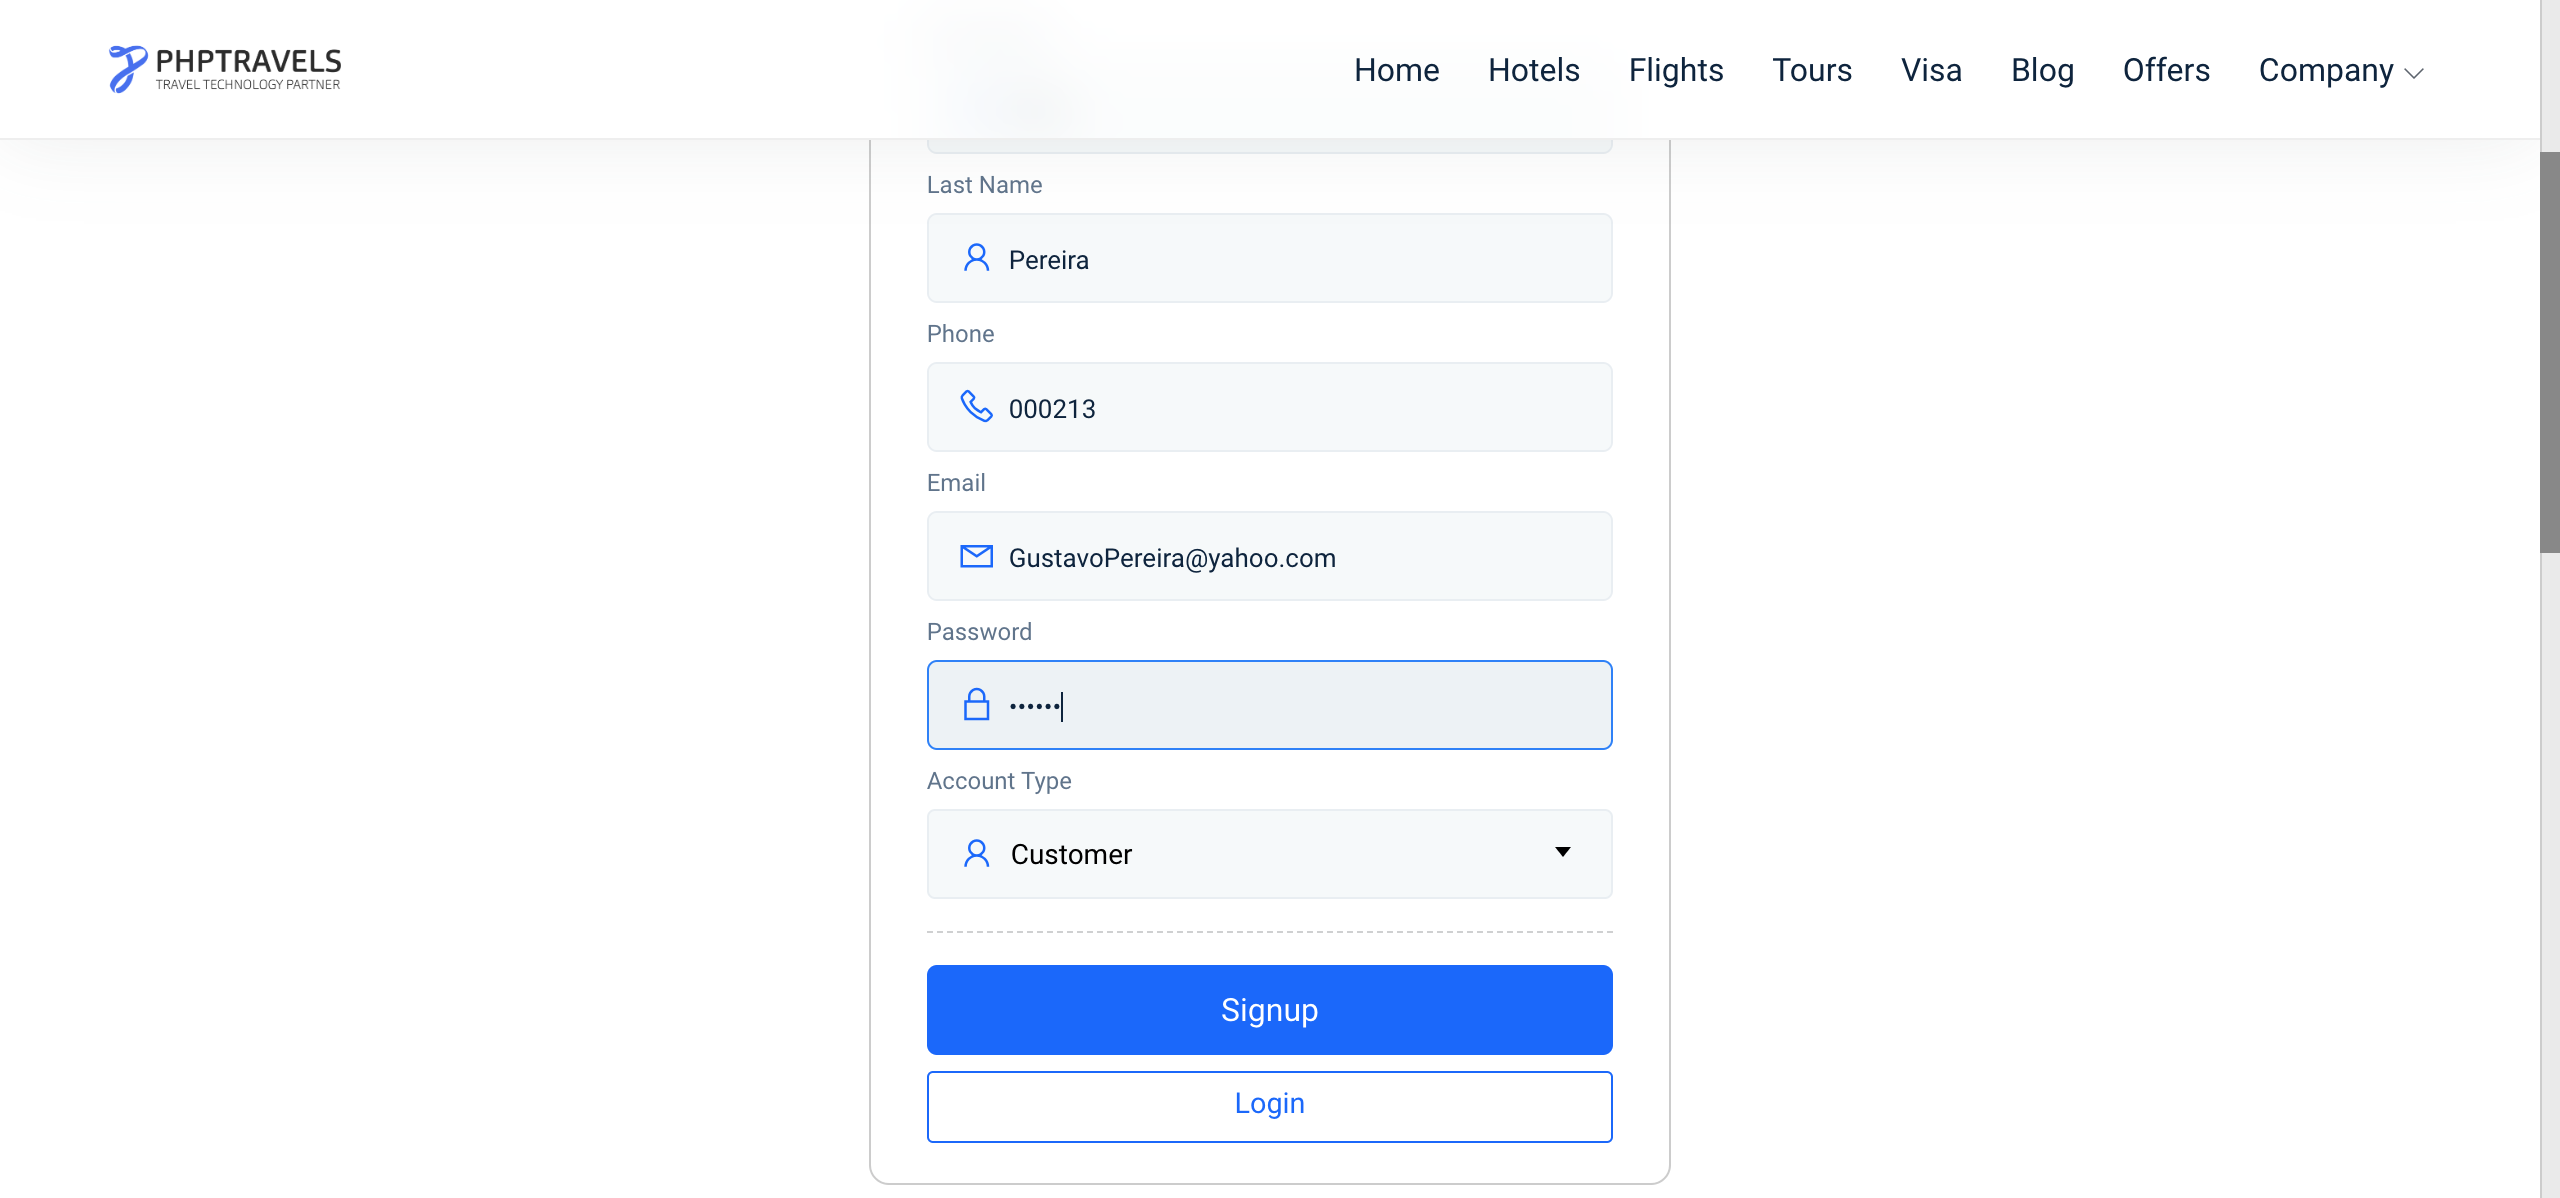 PHPTRAVELS
TRAVEL TECHNOLOGY PARTNER
Home Hotels Flights Tours Visa Blog Offers Company
Last Name
Pereira
Phone
000213
Email
GustavoPereira@yahoo.com
Password
••••••
Account Type
Customer
Signup
Login